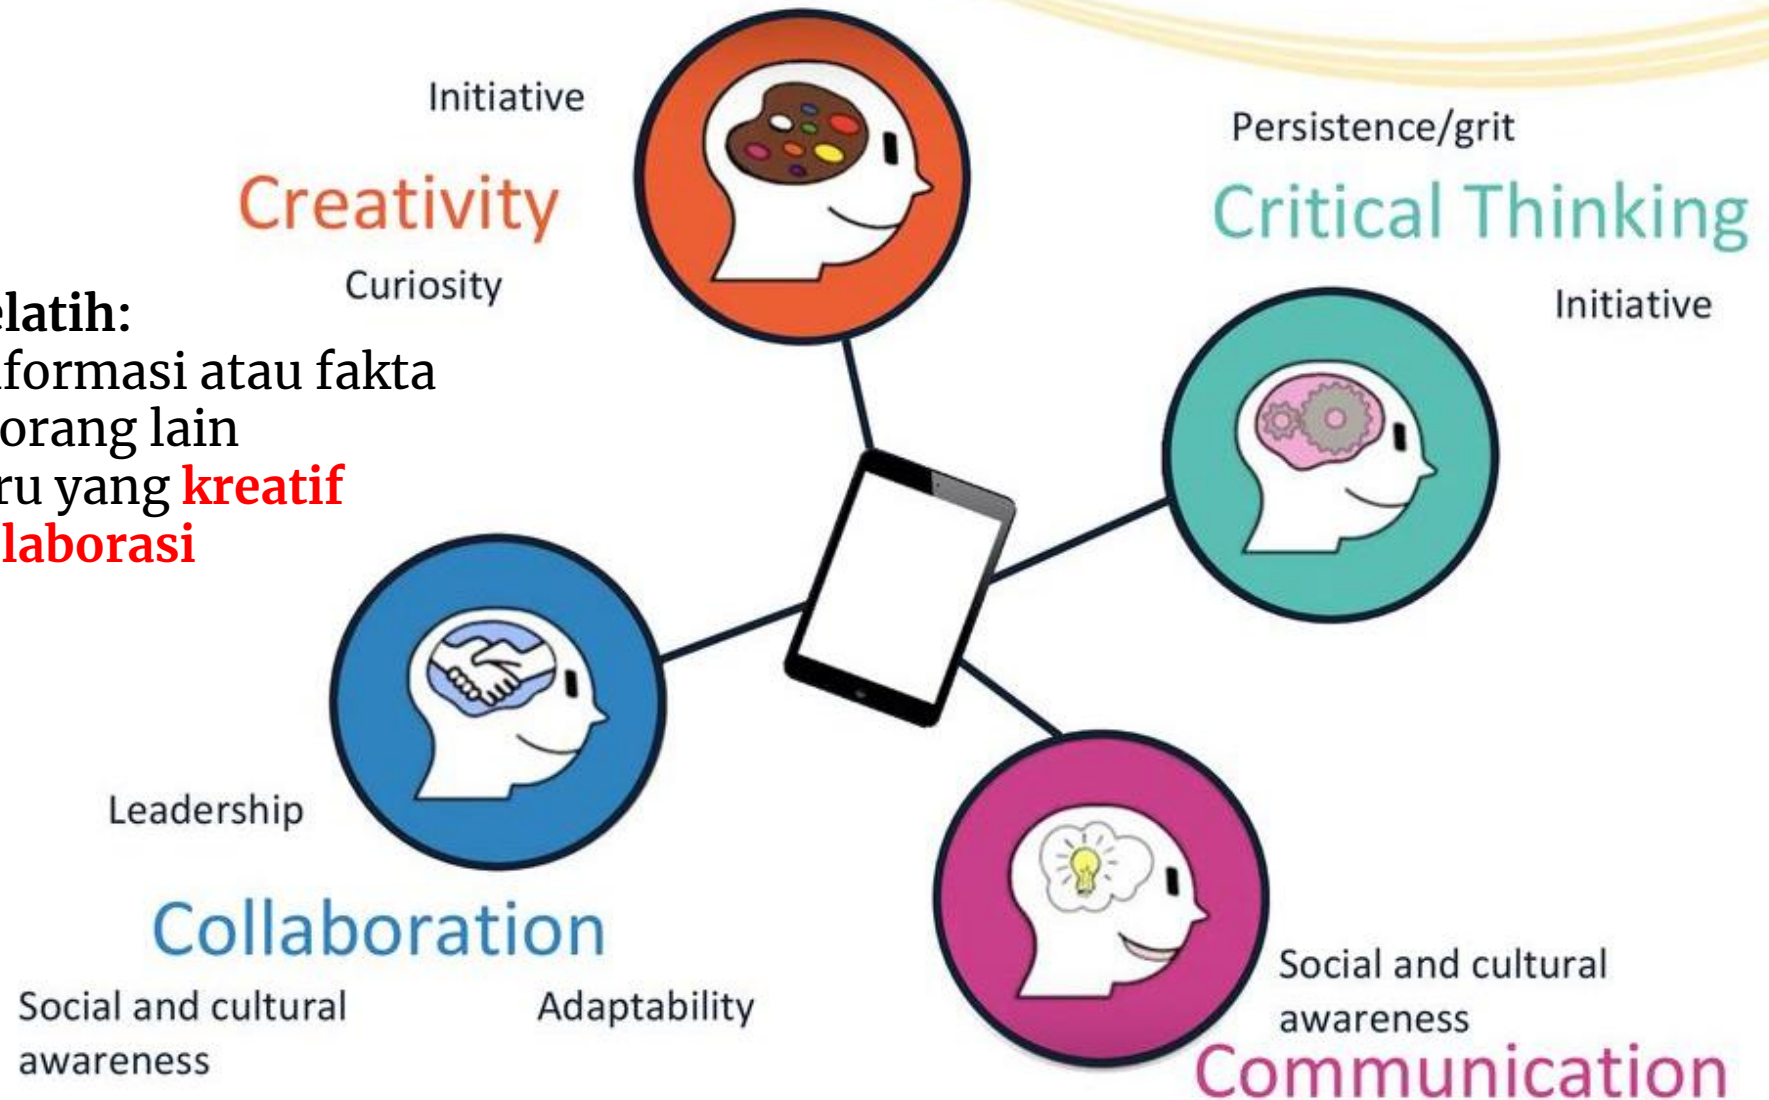 Initiative
Creativity
Curiosity
Persistence/grit
Critical Thinking
Initiative
elatih:
formasi atau fakta
orang lain
ru yang kreatif
laborasi
Leadership
Collaboration
Social and cultural
awareness
Adaptability
Social and cultural
awareness
Communication